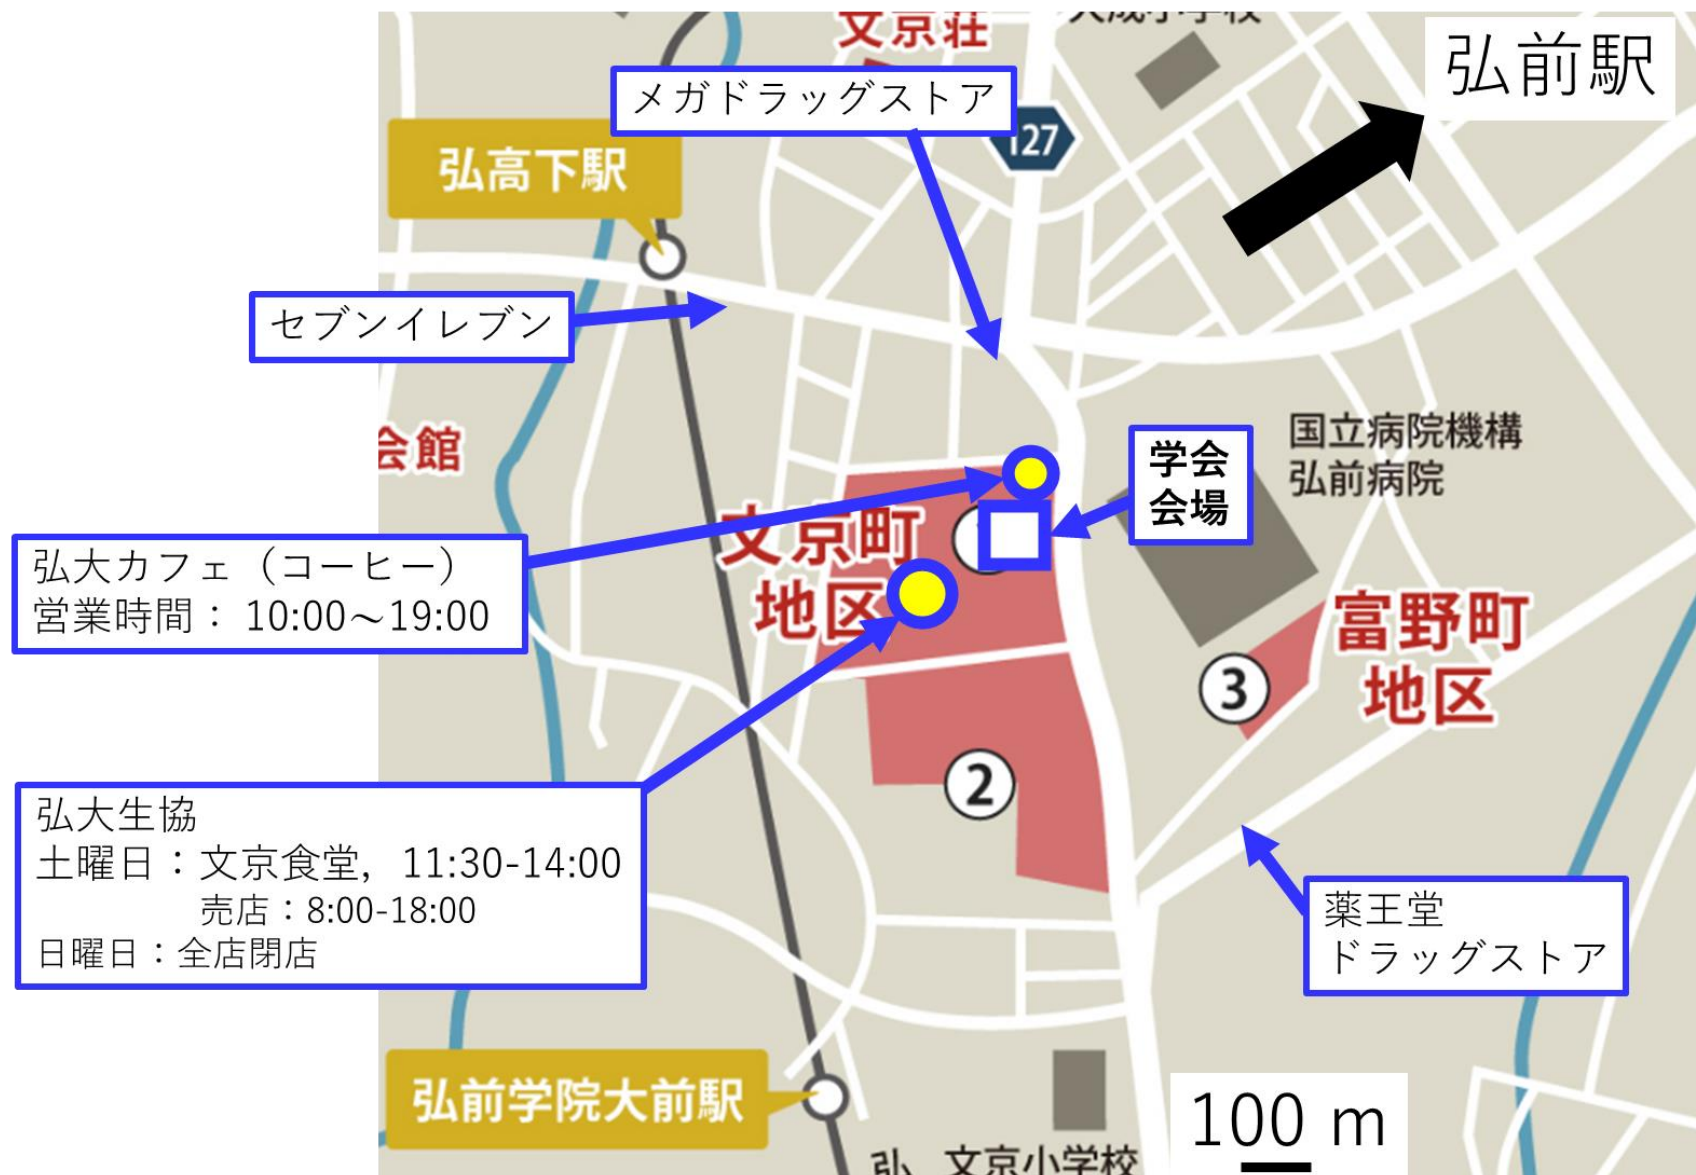 文京荘
大成小学校
弘前駅
メガドラッグストア
127
弘高下駅
セブンイレブン
会館
国立病院機構
弘前病院
学会
会場
文京町
地区
弘大カフェ（コーヒー）
営業時間： 10:00～19:00
富野町
地区
3
2
弘大生協
土曜日：文京食堂，11:30-14:00
売店：8:00-18:00
日曜日：全店閉店
薬王堂
ドラッグストア
弘前学院大前駅
100 m
弘 文京小学校